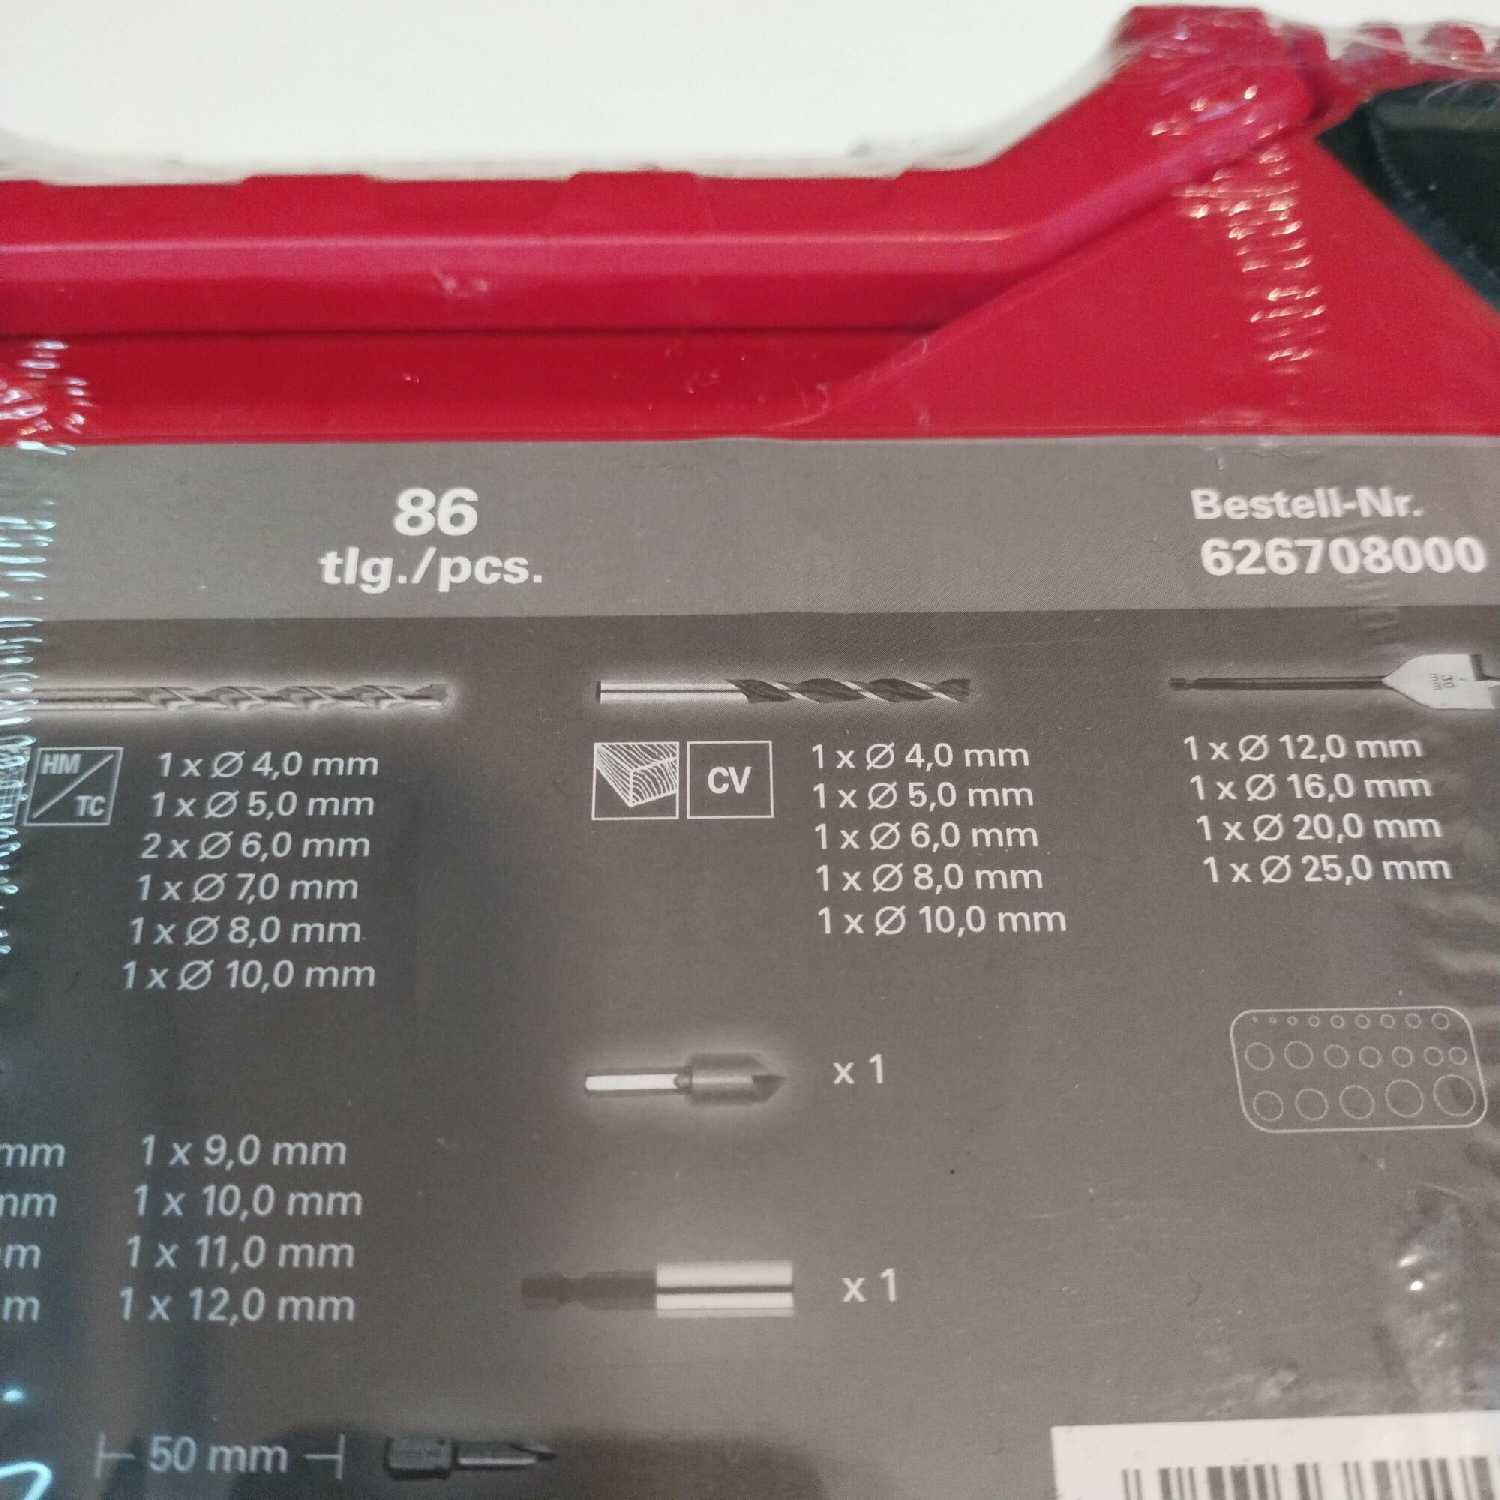 86
tlg./pcs.
Bestell-Nr.
626708000
HM
TC
1 x Ø 4,0 mm
1 x Ø 5,0 mm
2 x Ø 6,0 mm
1 x Ø 7,0 mm
1 x Ø 8,0 mm
1 x Ø 10,0 mm
CV
1 x Ø 4,0 mm
1 x Ø 5,0 mm
1 x Ø 6,0 mm
1 x Ø 8,0 mm
1 x Ø 10,0 mm
1 x Ø 12,0 mm
1 x Ø 16,0 mm
1 x Ø 20,0 mm
1 x Ø 25,0 mm
x 1
mm 1 x 9,0 mm
mm 1 x 10,0 mm
m 1 x 11,0 mm
m 1 x 12,0 mm
x 1
50 mm